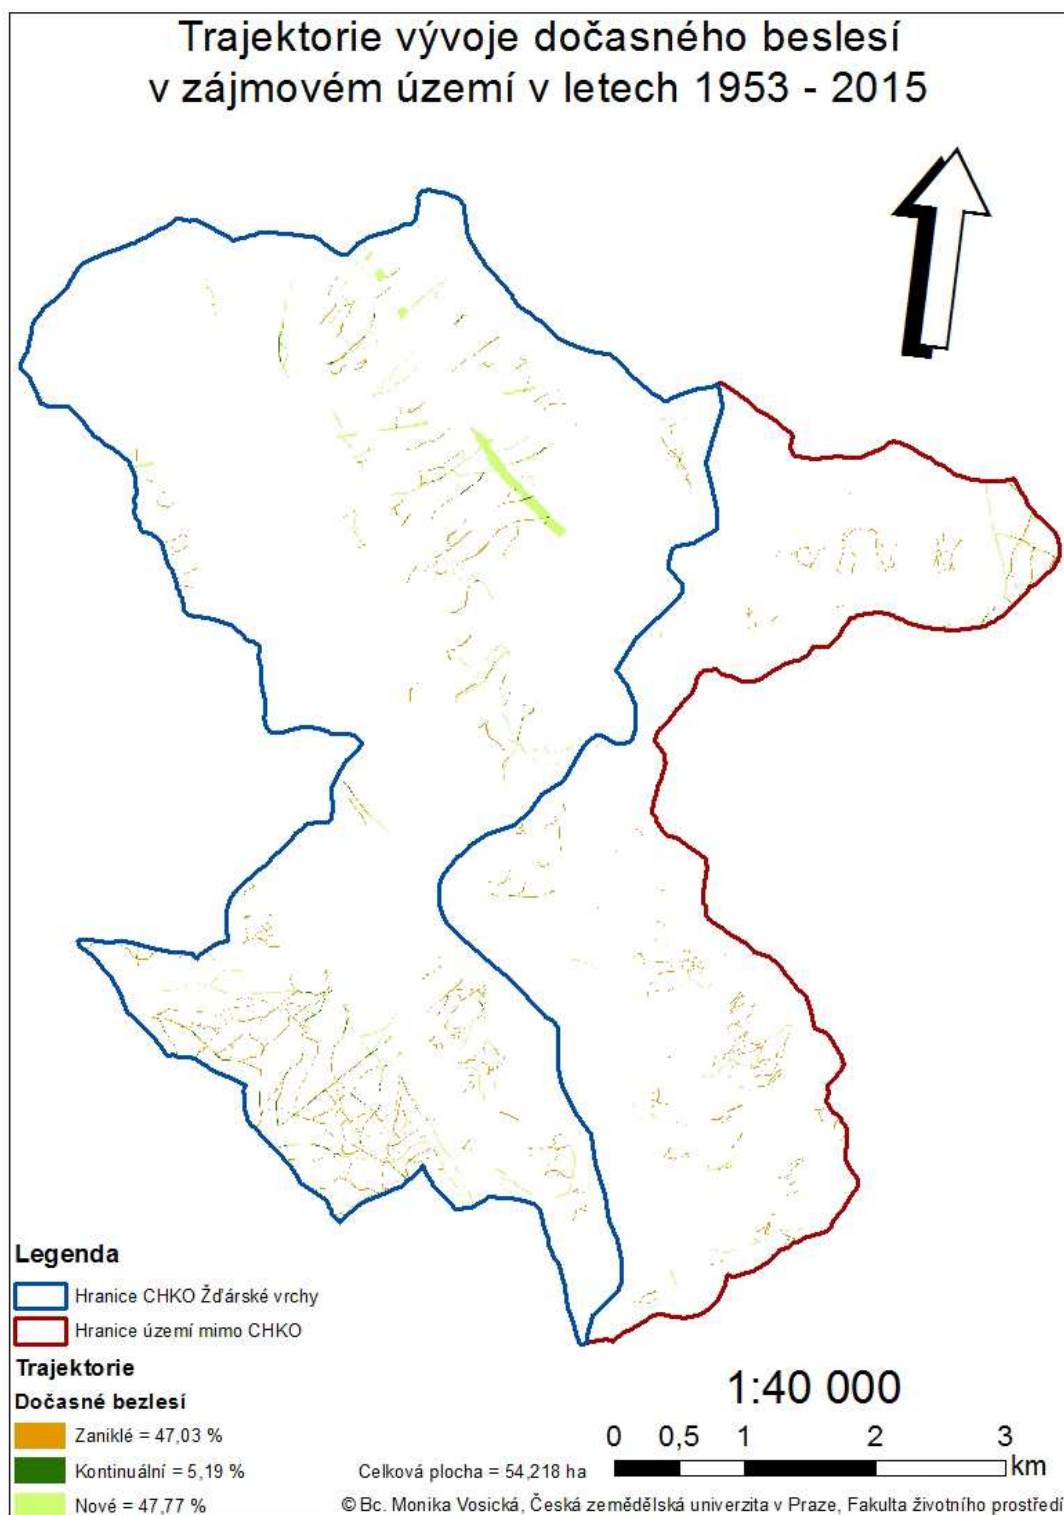 Trajektorie vývoje dočasného beslesí
v zájmovém území v letech 1953 - 2015
Legenda
Hranice CHKO Žďárské vrchy
Hranice území mimo CHKO
Trajektorie
Dočasné bezlesí
Zaniklé = 47,03 %
Kontinuální = 5,19 %
Nové = 47,77 %
Celková plocha = 54,218 ha
1:40 000
0 0,5 1 2 3
km
© Bc. Monika Vosická, Česká zemědělská univerzita v Praze, Fakulta životního prostředí